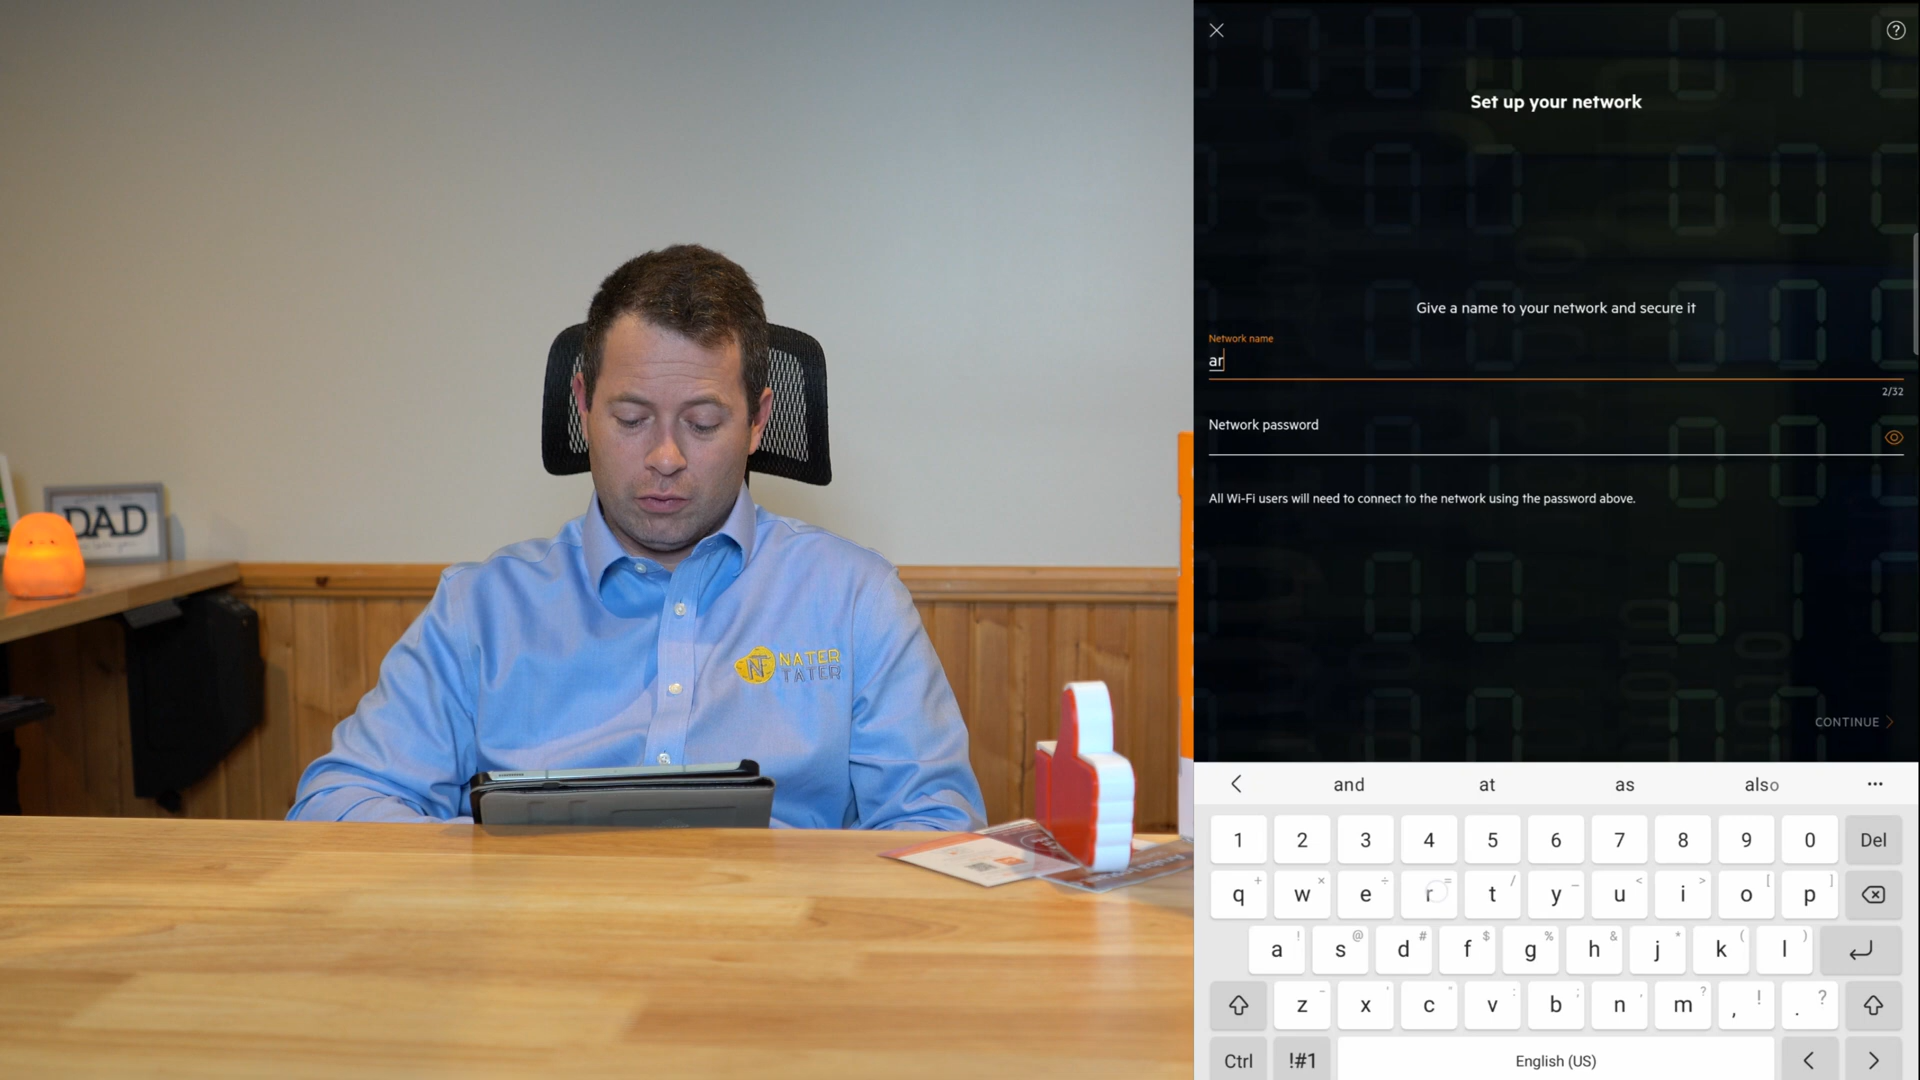 DAD
NATER
TATER
Set up your network
Give a name to your network and secure it
Network name
ar
2/32
Network password
All Wi-Fi users will need to connect to the network using the password above.
CONTINUE
and at as also ...
1 2 3 4 5 6 7 8 9 0 Del
q w e r t y u i o p
a s d f g h j k l
z x c v b n m , ! . ?
Ctrl !#1 English (US) < >